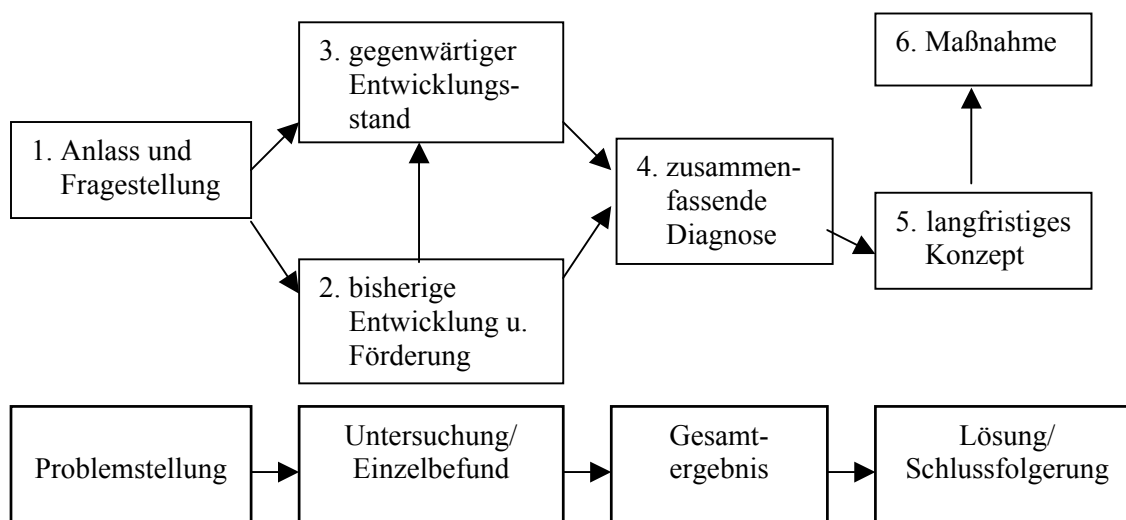 1. Anlass und
Fragestellung
3. gegenwärtiger
Entwicklungs-
stand
2. bisherige
Entwicklung u.
Förderung
4. zusammen-
fassende
Diagnose
6. Maßnahme
5. langfristiges
Konzept
Problemstellung
Untersuchung/
Einzelbefund
Gesamt-
ergebnis
Lösung/
Schlussfolgerung